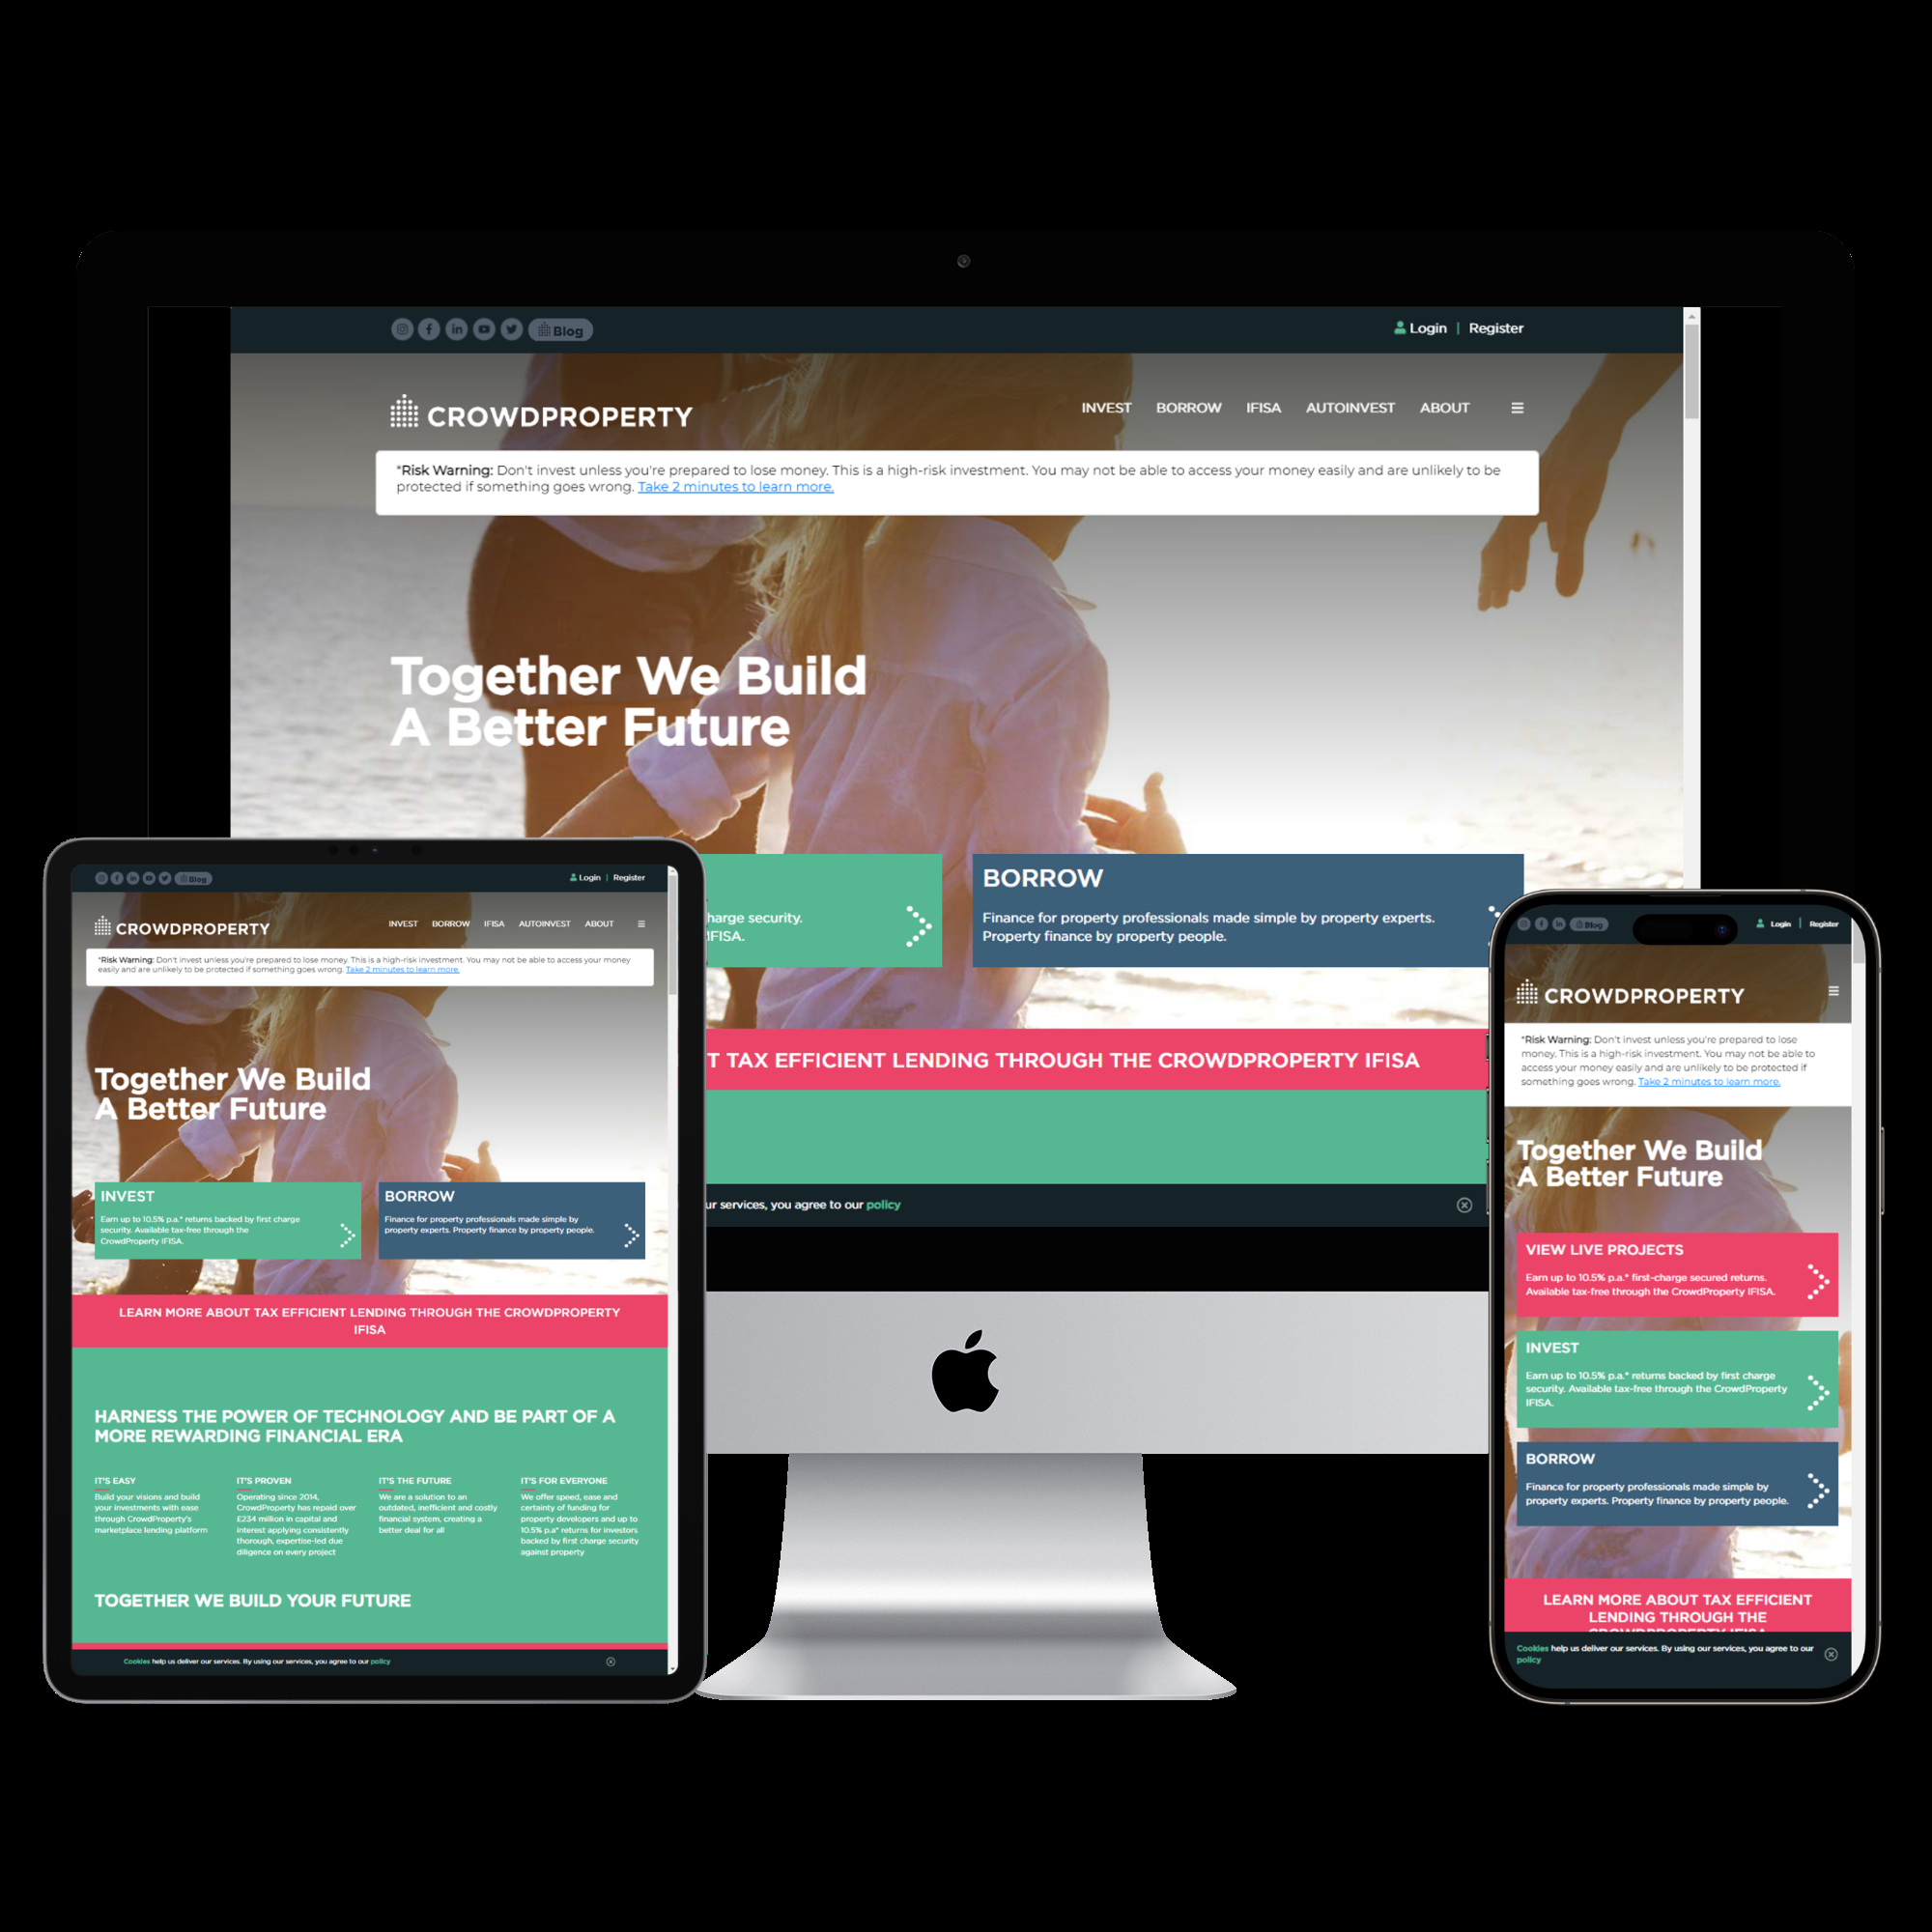 Blog
Login | Register
CROWDPROPERTY
INVEST BORROW IFISA AUTOINVEST ABOUT
*Risk Warning: Don't invest unless you're prepared to lose money. This is a high-risk investment. You may not be able to access your money easily and are unlikely to be
protected if something goes wrong. Take 2 minutes to learn more.
Together We Build
A Better Future
harge security.
IFISA.
BORROW
Finance for property professionals made simple by property experts.
Property finance by property people.
T TAX EFFICIENT LENDING THROUGH THE CROWDPROPERTY IFISA
ur services, you agree to our policy
Blog
Login | Register
CROWDPROPERTY
INVEST BORROW IFISA AUTOINVEST ABOUT
*Risk Warning: Don't invest unless you're prepared to lose money. This is a high-risk investment. You may not be able to access your money
easily and are unlikely to be protected if something goes wrong. Take 2 minutes to learn more.
Together We Build
A Better Future
INVEST
Earn up to 10.5% p.a.* returns backed by first charge
security. Available tax-free through the
CrowdProperty IFISA.
BORROW
Finance for property professionals made simple by
property experts. Property finance by property people.
LEARN MORE ABOUT TAX EFFICIENT LENDING THROUGH THE CROWDPROPERTY
IFISA
HARNESS THE POWER OF TECHNOLOGY AND BE PART OF A
MORE REWARDING FINANCIAL ERA
IT'S EASY
Build your visions and build
your investments with ease
through CrowdProperty's
marketplace lending platform
IT'S PROVEN
Operating since 2014,
CrowdProperty has repaid over
£234 million in capital and
interest applying consistently
thorough, expertise-led due
diligence on every project
IT'S THE FUTURE
We are a solution to an
outdated, inefficient and costly
financial system, creating a
better deal for all
IT'S FOR EVERYONE
We offer speed, ease and
certainty of funding for
property developers and up to
10.5% p.a* returns for investors
backed by first charge security
against property
TOGETHER WE BUILD YOUR FUTURE
Cookies help us deliver our services. By using our services, you agree to our policy
Blog
Login | Register
CROWDPROPERTY
*Risk Warning: Don't invest unless you're prepared to lose
money. This is a high-risk investment. You may not be able to
access your money easily and are unlikely to be protected if
something goes wrong. Take 2 minutes to learn more.
Together We Build
A Better Future
VIEW LIVE PROJECTS
Earn up to 10.5% p.a.* first-charge secured returns.
Available tax-free through the CrowdProperty IFISA.
INVEST
Earn up to 10.5% p.a.* returns backed by first charge
security. Available tax-free through the CrowdProperty
IFISA.
BORROW
Finance for property professionals made simple by
property experts. Property finance by property people.
LEARN MORE ABOUT TAX EFFICIENT
LENDING THROUGH THE
CROWDPROPERTY IFISA
Cookies help us deliver our services. By using our services, you agree to our
policy